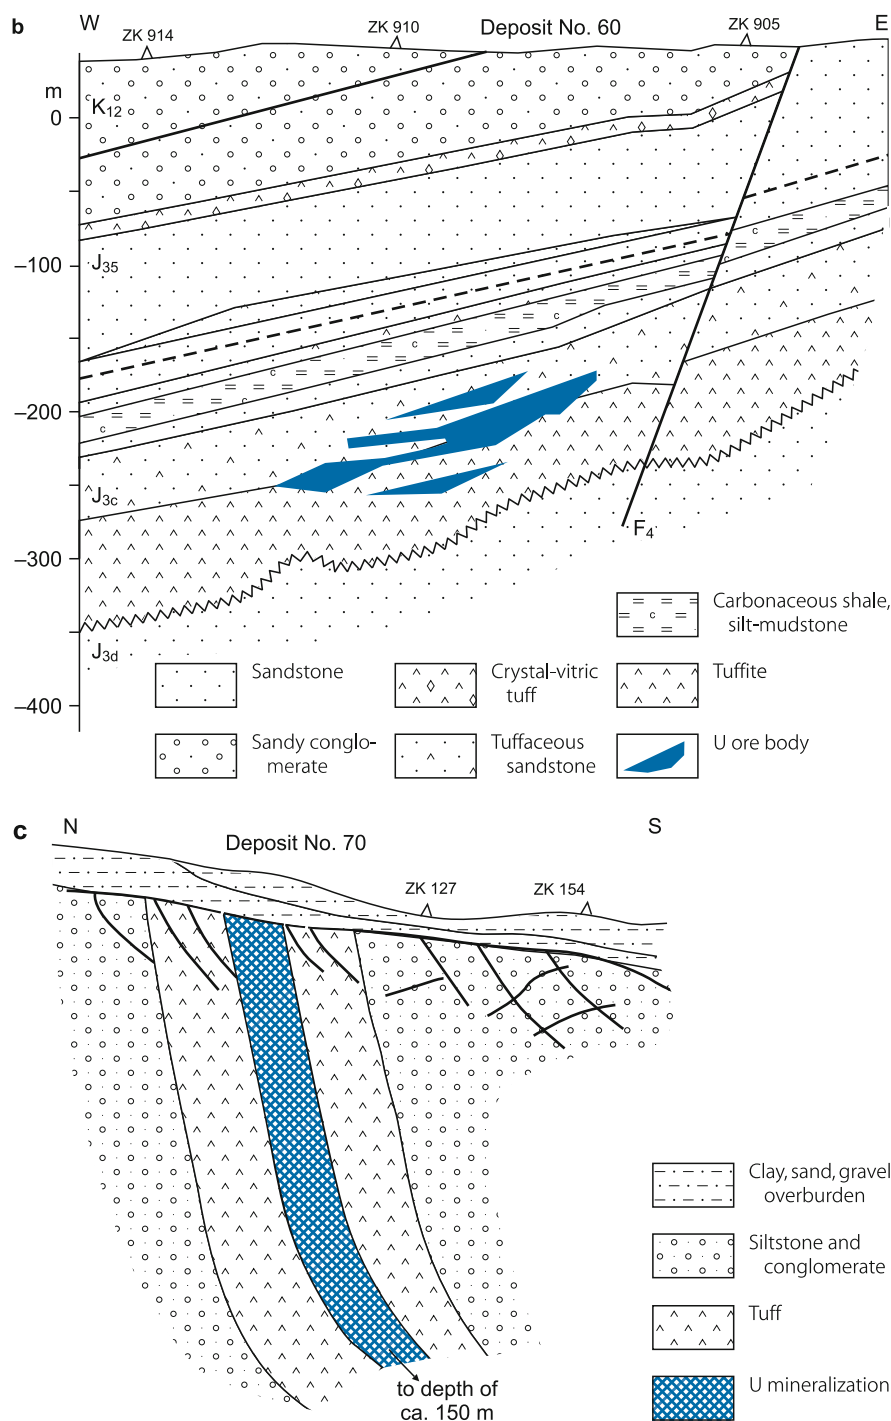 b
W
ZK 914
ZK 910
Deposit No. 60
ZK 905
E
m
K12
0
J35
–100
–200
J3c
–300
F4
J3d
–400
Carbonaceous shale,
silt-mudstone
Sandstone
Crystal-vitric
tuff
Tuffite
Sandy conglo-
merate
Tuffaceous
sandstone
U ore body
c
c
c
c
c
c
N
Deposit No. 70
S
ZK 127
ZK 154
Clay, sand, gravel
overburden
Siltstone and
conglomerate
Tuff
U mineralization
to depth of
ca. 150 m